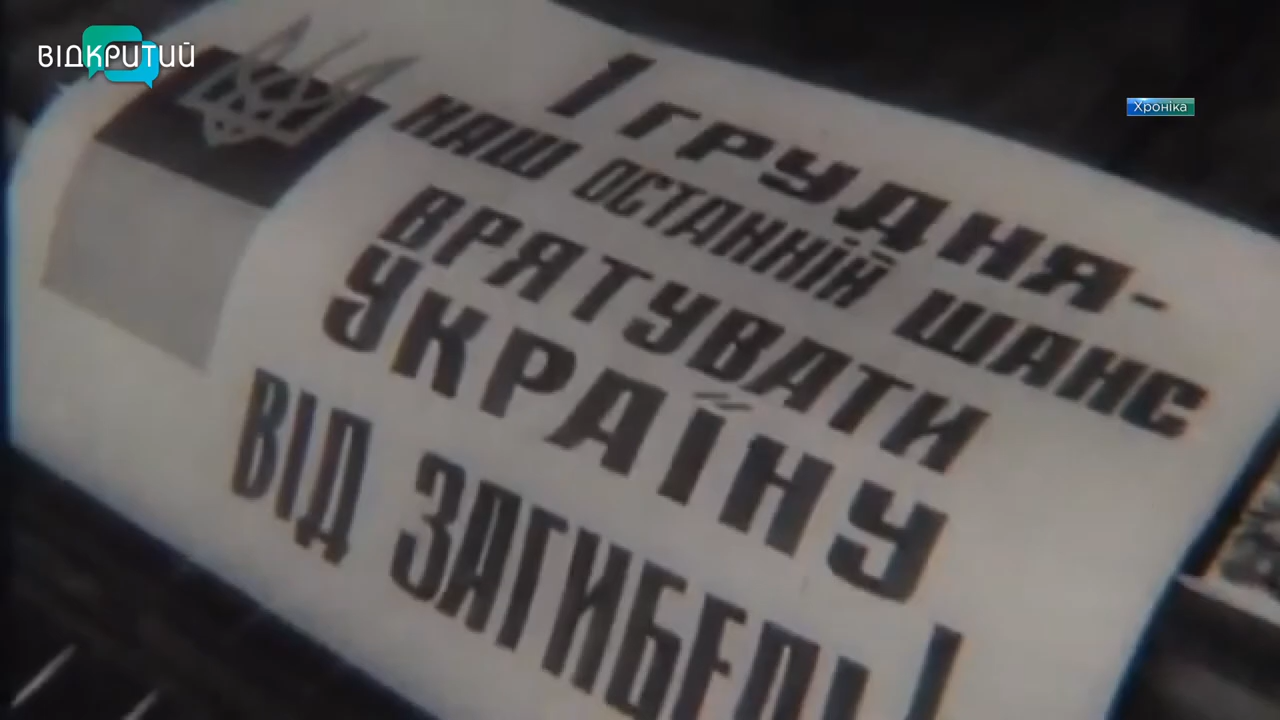 ВІДКРИТИЙ
Хроніка
1 ГРУДНЯ-
НАШ ОСТАННІЙ ШАНС
ВРЯТУВАТИ
УКРАЇНУ
ВІД ЗАГИБЕЛІ!